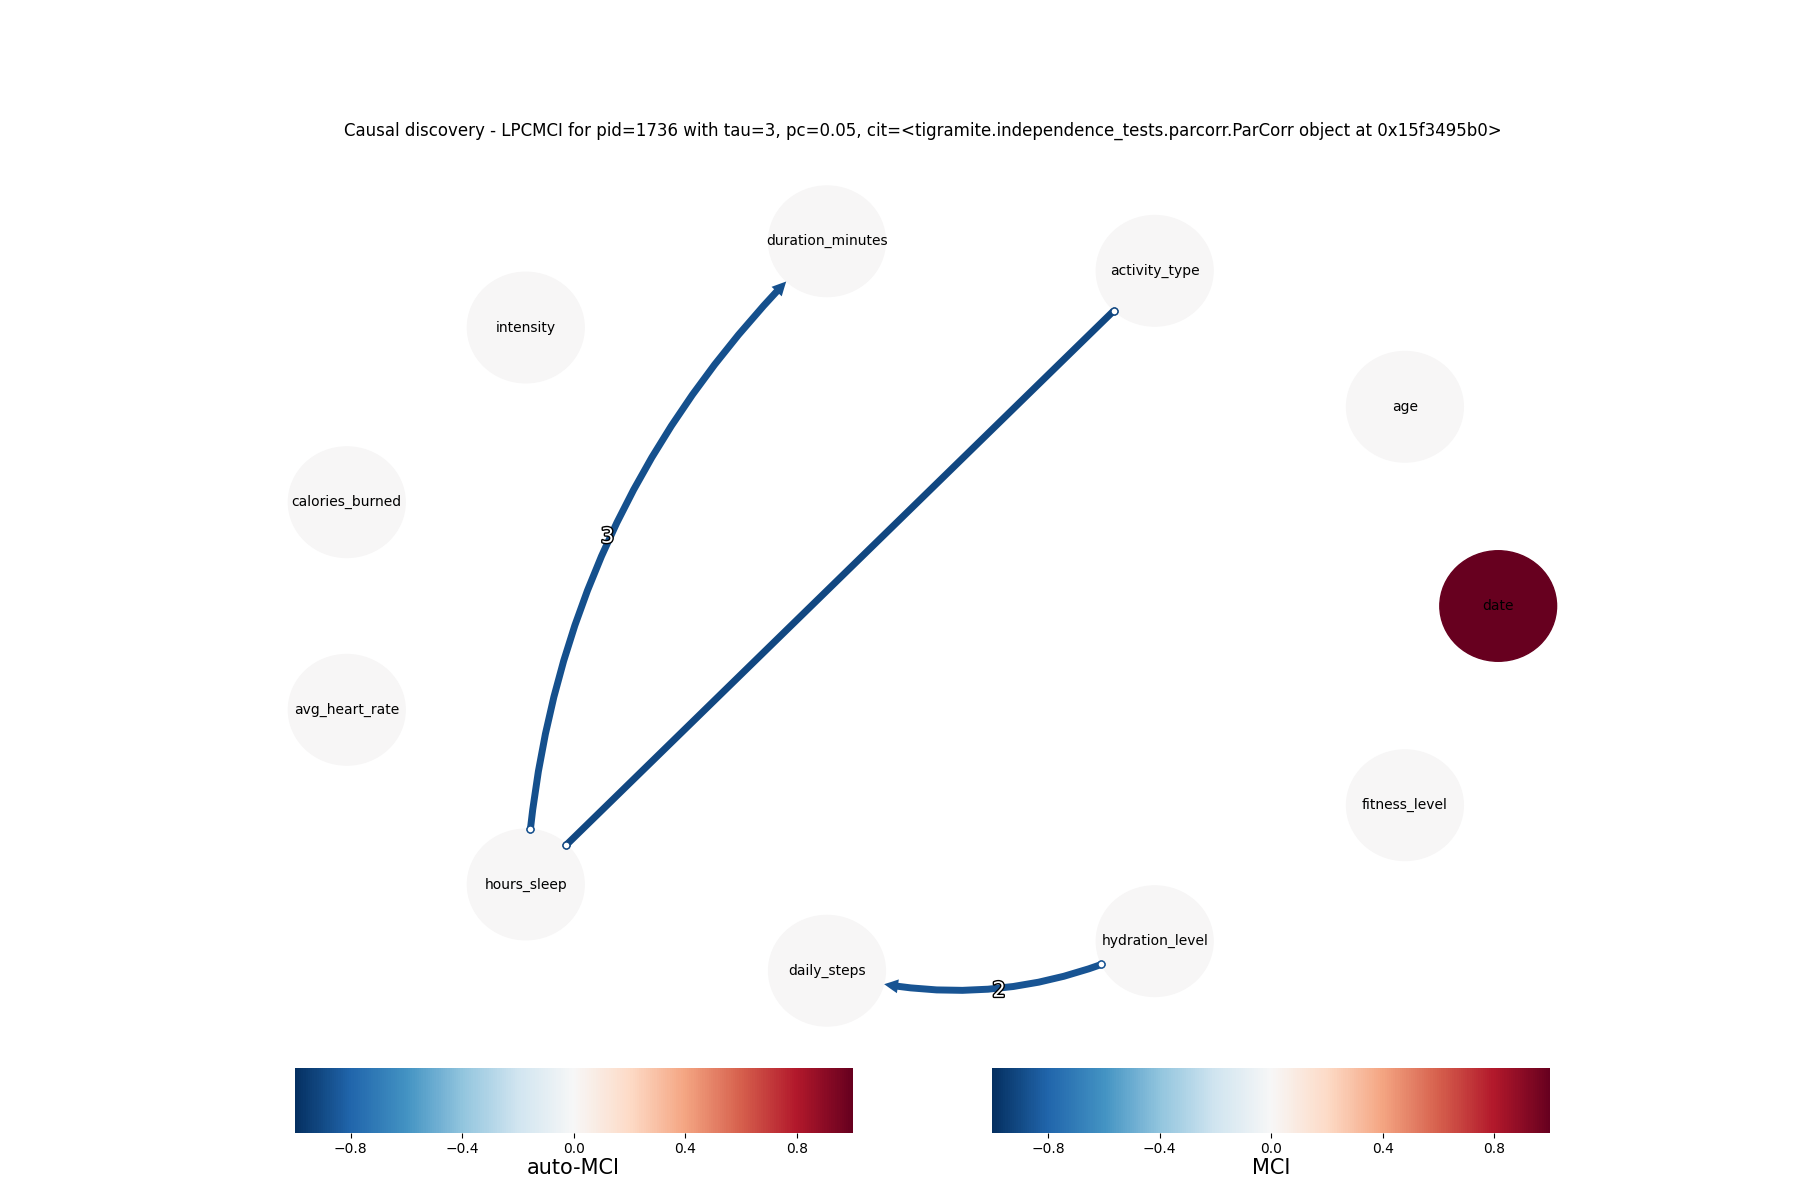 Causal discovery - LPCMCI for pid=1736 with tau=3, pc=0.05, cit=<tigramite.independence_tests.parcorr.ParCorr object at 0x15f3495b0>
duration_minutes
activity_type
intensity
age
calories_burned
3
date
avg_heart_rate
fitness_level
hours_sleep
hydration_level
daily_steps
2
−0.8 −0.4 0.0 0.4 0.8
auto-MCI
−0.8 −0.4 0.0 0.4 0.8
MCI